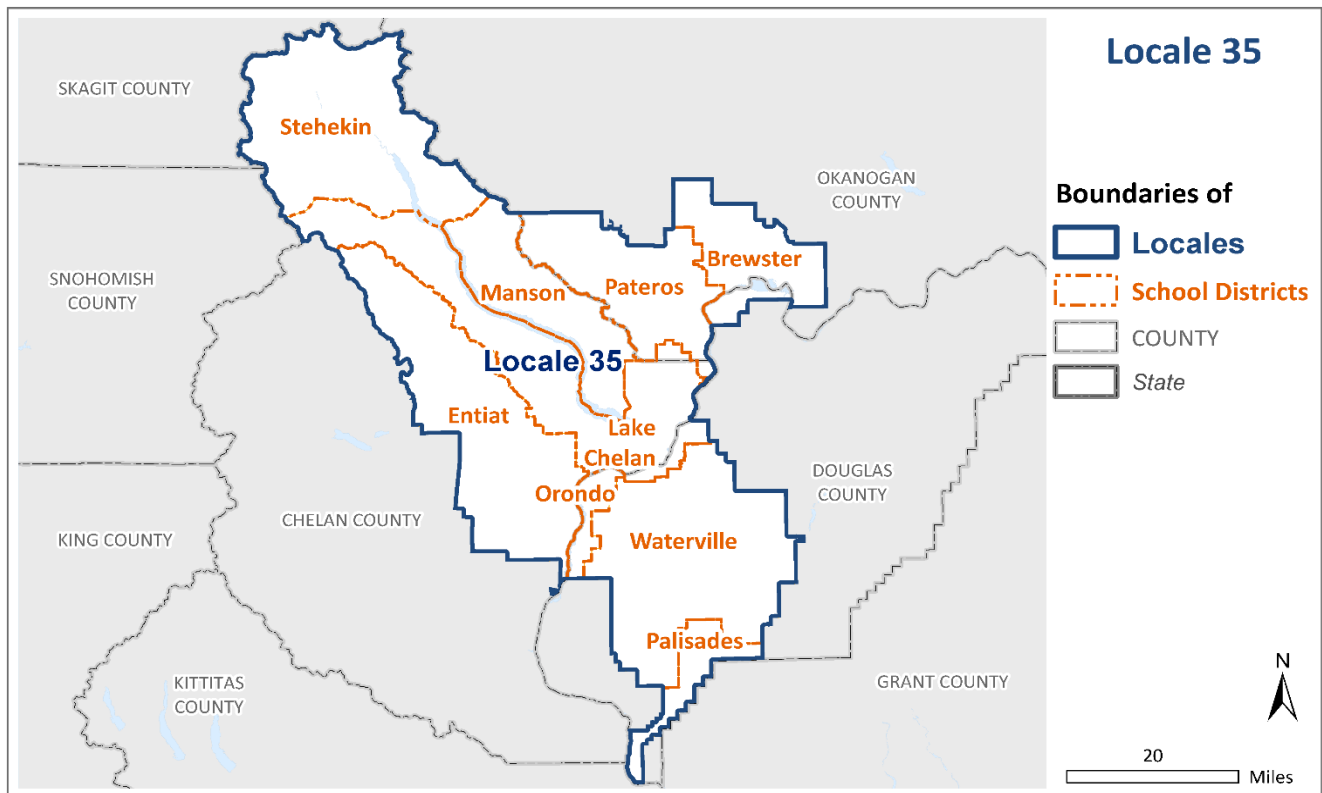 Locale 35
SKAGIT COUNTY
Stehekin
OKANOGAN
COUNTY
Boundaries of
Locales
School Districts
COUNTY
State
SNOHOMISH
COUNTY
Brewster
Manson
Pateros
Locale 35
Entiat
Lake
Chelan
Orondo
DOUGLAS
COUNTY
CHELAN COUNTY
KING COUNTY
Waterville
Palisades
KITTITAS
COUNTY
GRANT COUNTY
N
20
Miles